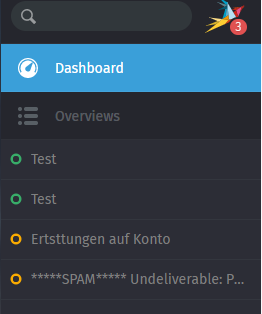 3
Dashboard
Overviews
Test
Test
Ertsttungen auf Konto
*****SPAM***** Undeliverable: P...